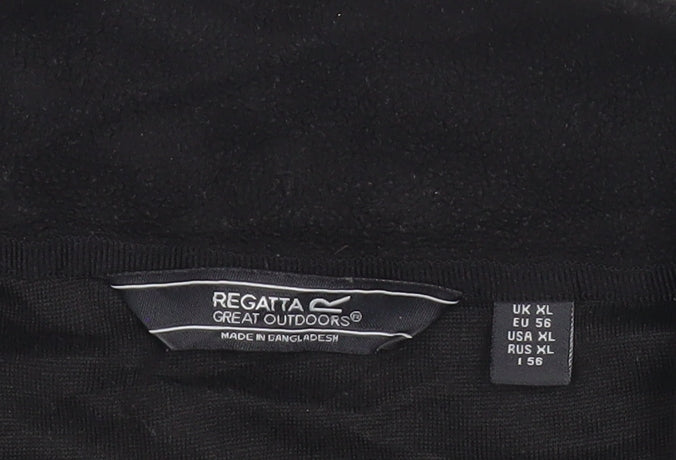 REGATTA
GREAT OUTDOORS®
MADE IN BANGLADESH
UK XL
EU 56
USA XL
RUS XL
I 56